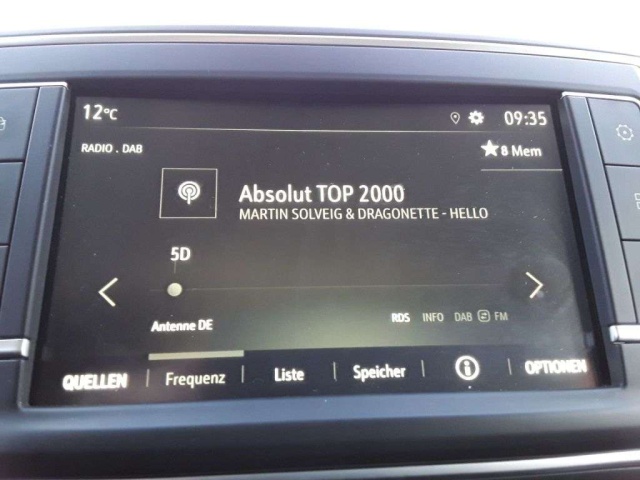 12°C 09:35
RADIO . DAB 8 Mem
Absolut TOP 2000
MARTIN SOLVEIG & DRAGONETTE - HELLO
5D
Antenne DE RDS INFO DAB FM
QUELLEN Frequenz Liste Speicher i OPTIONEN